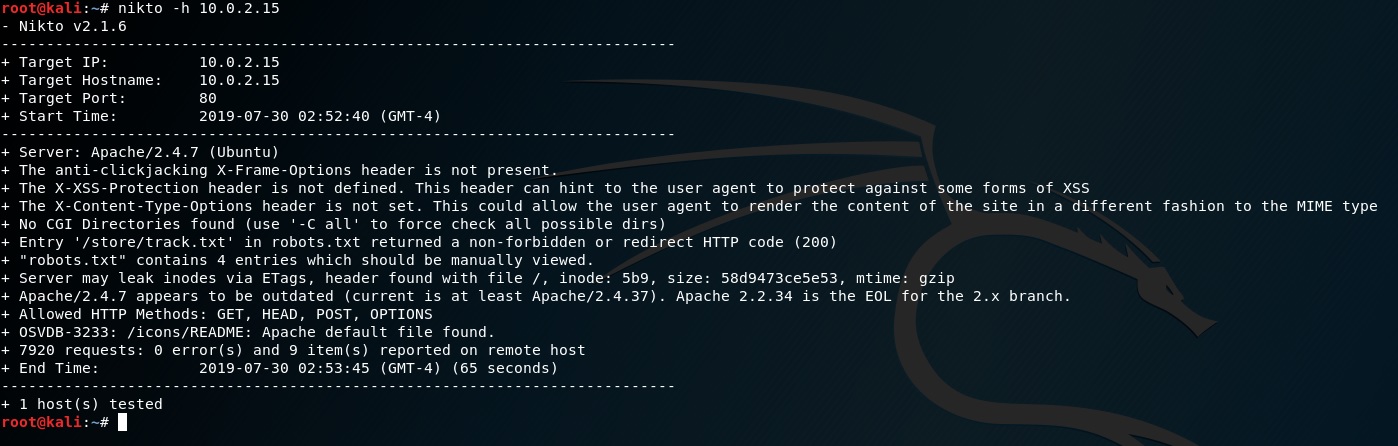 root@kali:~# nikto -h 10.0.2.15
- Nikto v2.1.6
---------------------------------------------------------------------------
+ Target IP:          10.0.2.15
+ Target Hostname:    10.0.2.15
+ Target Port:        80
+ Start Time:         2019-07-30 02:52:40 (GMT-4)
---------------------------------------------------------------------------
+ Server: Apache/2.4.7 (Ubuntu)
+ The anti-clickjacking X-Frame-Options header is not present.
+ The X-XSS-Protection header is not defined. This header can hint to the user agent to protect against some forms of XSS
+ The X-Content-Type-Options header is not set. This could allow the user agent to render the content of the site in a different fashion to the MIME type
+ No CGI Directories found (use '-C all' to force check all possible dirs)
+ Entry '/store/track.txt' in robots.txt returned a non-forbidden or redirect HTTP code (200)
+ "robots.txt" contains 4 entries which should be manually viewed.
+ Server may leak inodes via ETags, header found with file /, inode: 5b9, size: 58d9473ce5e53, mtime: gzip
+ Apache/2.4.7 appears to be outdated (current is at least Apache/2.4.37). Apache 2.2.34 is the EOL for the 2.x branch.
+ Allowed HTTP Methods: GET, HEAD, POST, OPTIONS
+ OSVDB-3233: /icons/README: Apache default file found.
+ 7920 requests: 0 error(s) and 9 item(s) reported on remote host
+ End Time:           2019-07-30 02:53:45 (GMT-4) (65 seconds)
---------------------------------------------------------------------------
+ 1 host(s) tested
root@kali:~#